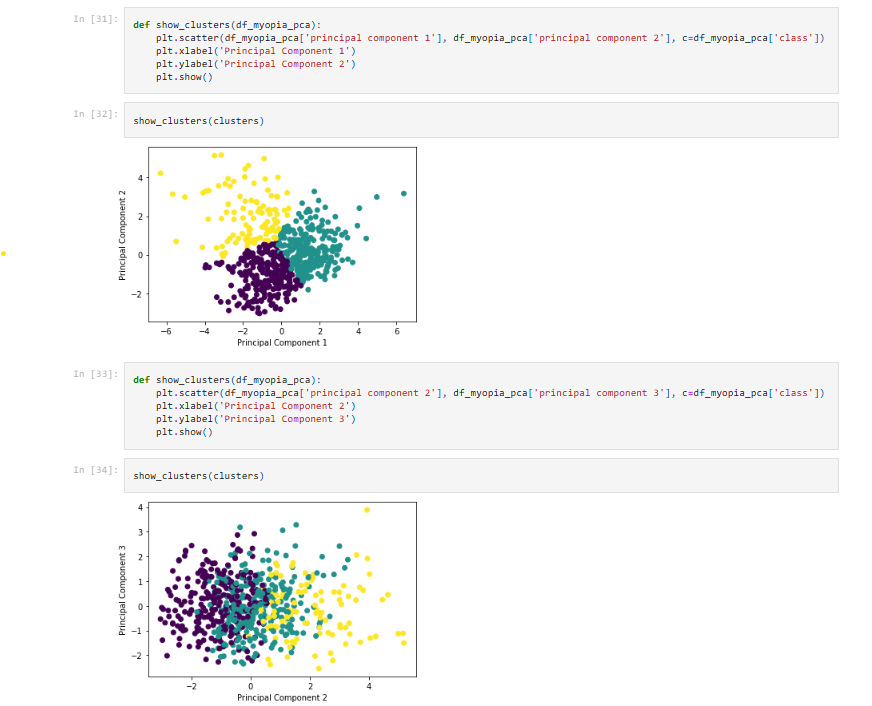 In [31]:
def show_clusters(df_myopia_pca):
    plt.scatter(df_myopia_pca['principal component 1'], df_myopia_pca['principal component 2'], c=df_myopia_pca['class'])
    plt.xlabel('Principal Component 1')
    plt.ylabel('Principal Component 2')
    plt.show()
In [32]:
show_clusters(clusters)
Principal Component 2
4
2
0
−2
−6 −4 −2 0 2 4 6
Principal Component 1
In [33]:
def show_clusters(df_myopia_pca):
    plt.scatter(df_myopia_pca['principal component 2'], df_myopia_pca['principal component 3'], c=df_myopia_pca['class'])
    plt.xlabel('Principal Component 2')
    plt.ylabel('Principal Component 3')
    plt.show()
In [34]:
show_clusters(clusters)
Principal Component 3
4
3
2
1
0
−1
−2
−2 0 2 4
Principal Component 2